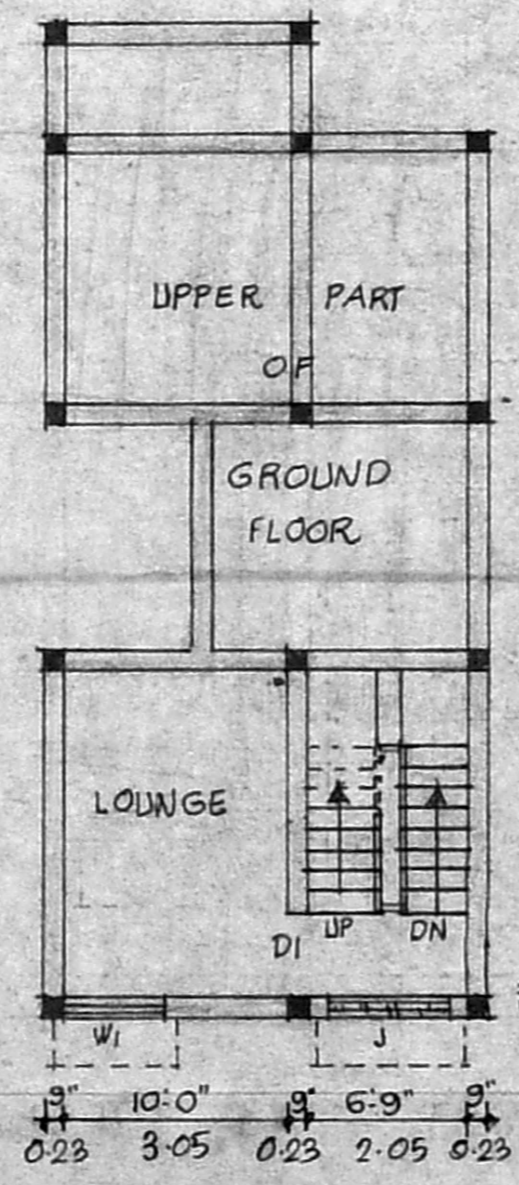 UPPER PART
OF
GROUND
FLOOR
LOUNGE
UP DN
D1
W1 J
9" 10'-0" 9" 6'-9" 9"
0.23 3.05 0.23 2.05 0.23